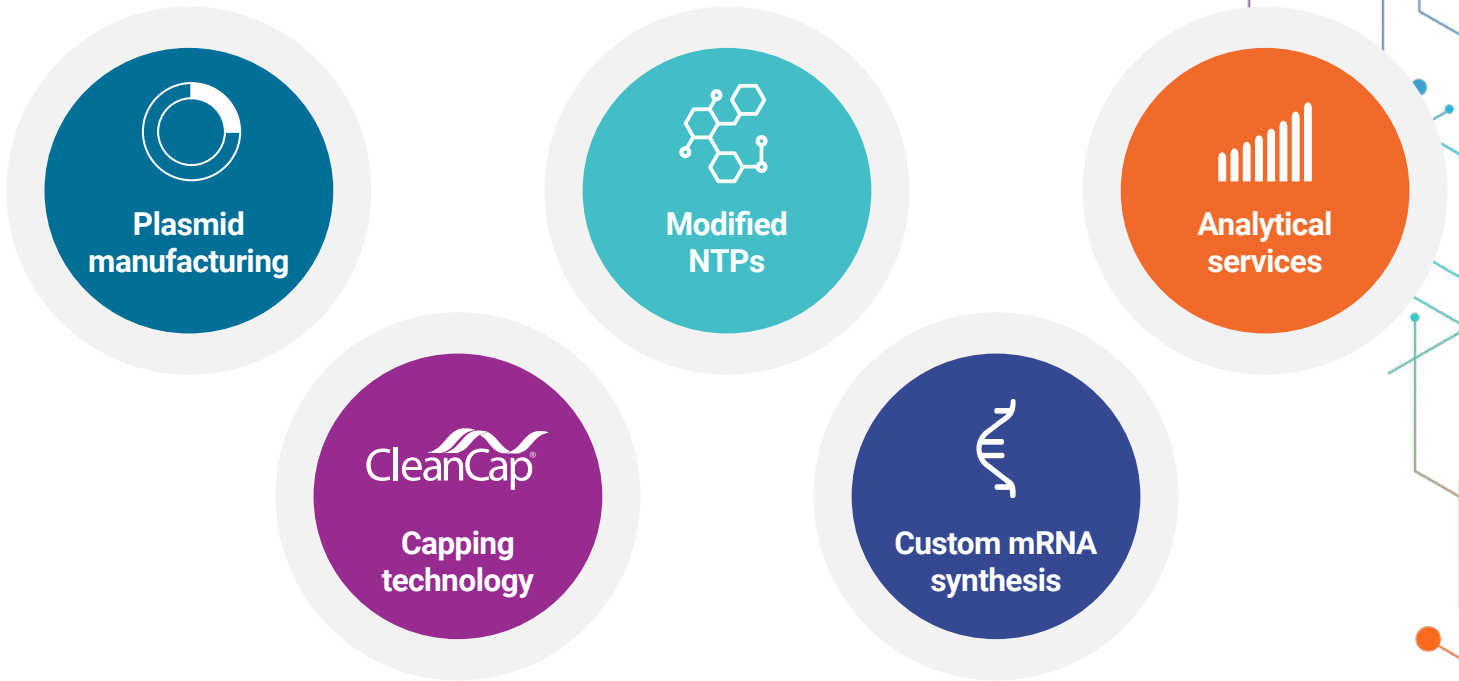 Plasmid
manufacturing
Modified
NTPs
Analytical
services
CleanCap®
Capping
technology
Custom mRNA
synthesis